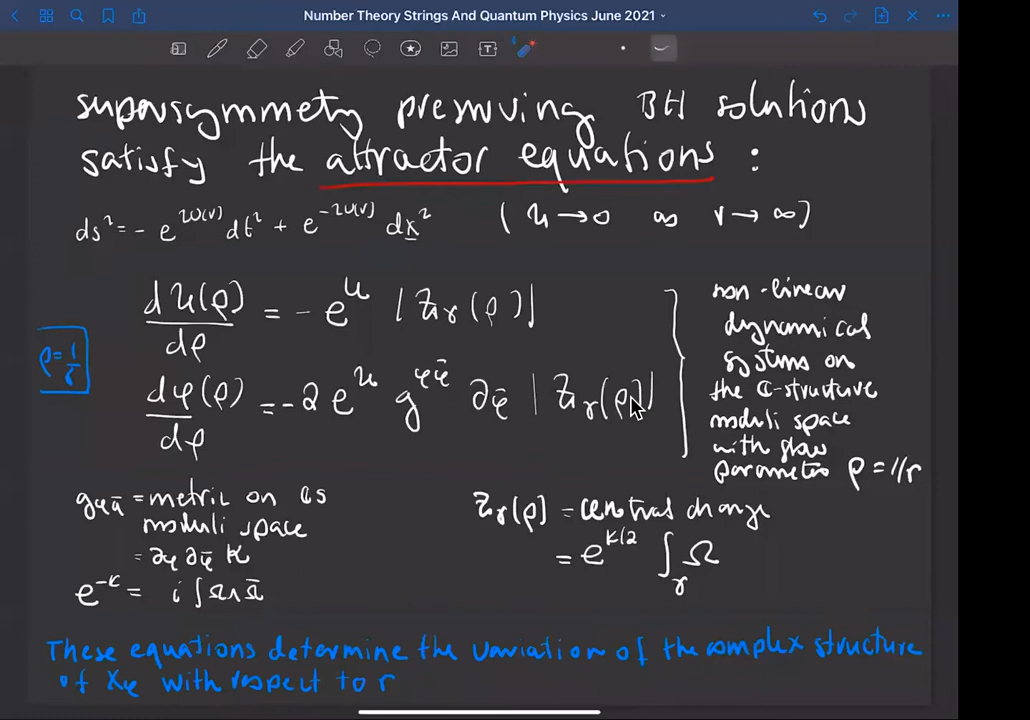 Number Theory Strings And Quantum Physics June 2021
supersymmetry preserving BH solutions
satisfy the attractor equations :
ds² = - e^{2U(r)} dt² + e^{-2U(r)} dx² (U → 0 as r → ∞)
dU(ρ)/dρ = - e^U |Z_γ(ρ)|
ρ = 1/r
dφ(ρ)/dρ = -2 e^U g^{φφ̄} ∂_φ̄ |Z_γ(ρ)|
non-linear
dynamical
systems on
the ℂ-structure
moduli space
with flow
parameter ρ = 1/r
g_{φφ̄} = metric on CS
moduli space
= ∂_φ ∂_φ̄ K
e^{-K} = i ∫ Ω∧Ω̄
Z_γ(ρ) = central charge
= e^{K/2} ∫_γ Ω
These equations determine the variation of the complex structure
of X_φ with respect to r